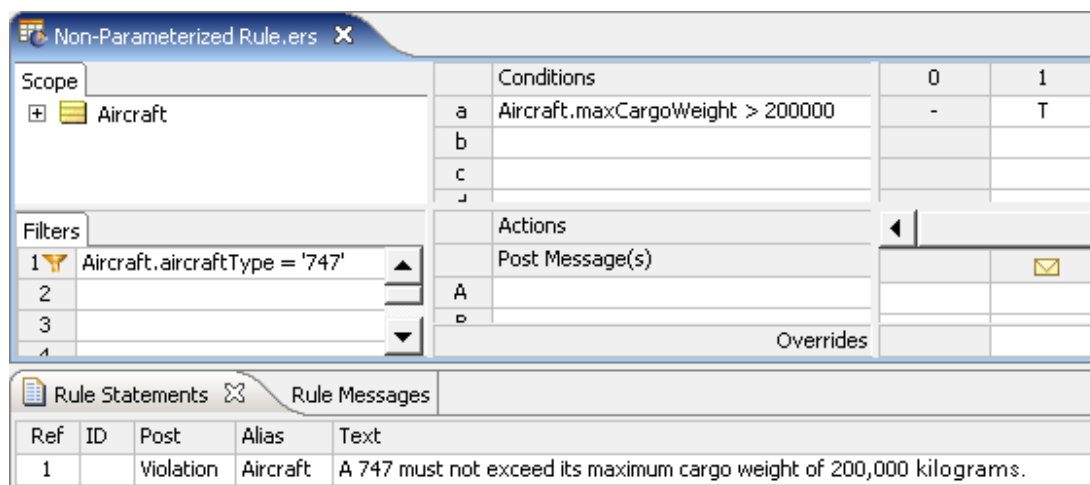 Non-Parameterized Rule.ers
Scope
Aircraft
Conditions 0 1
a Aircraft.maxCargoWeight > 200000 - T
b
c
Filters
1 Aircraft.aircraftType = '747'
2
3
Actions
Post Message(s)
A
Overrides
Rule Statements Rule Messages
Ref ID Post Alias Text
1 Violation Aircraft A 747 must not exceed its maximum cargo weight of 200,000 kilograms.